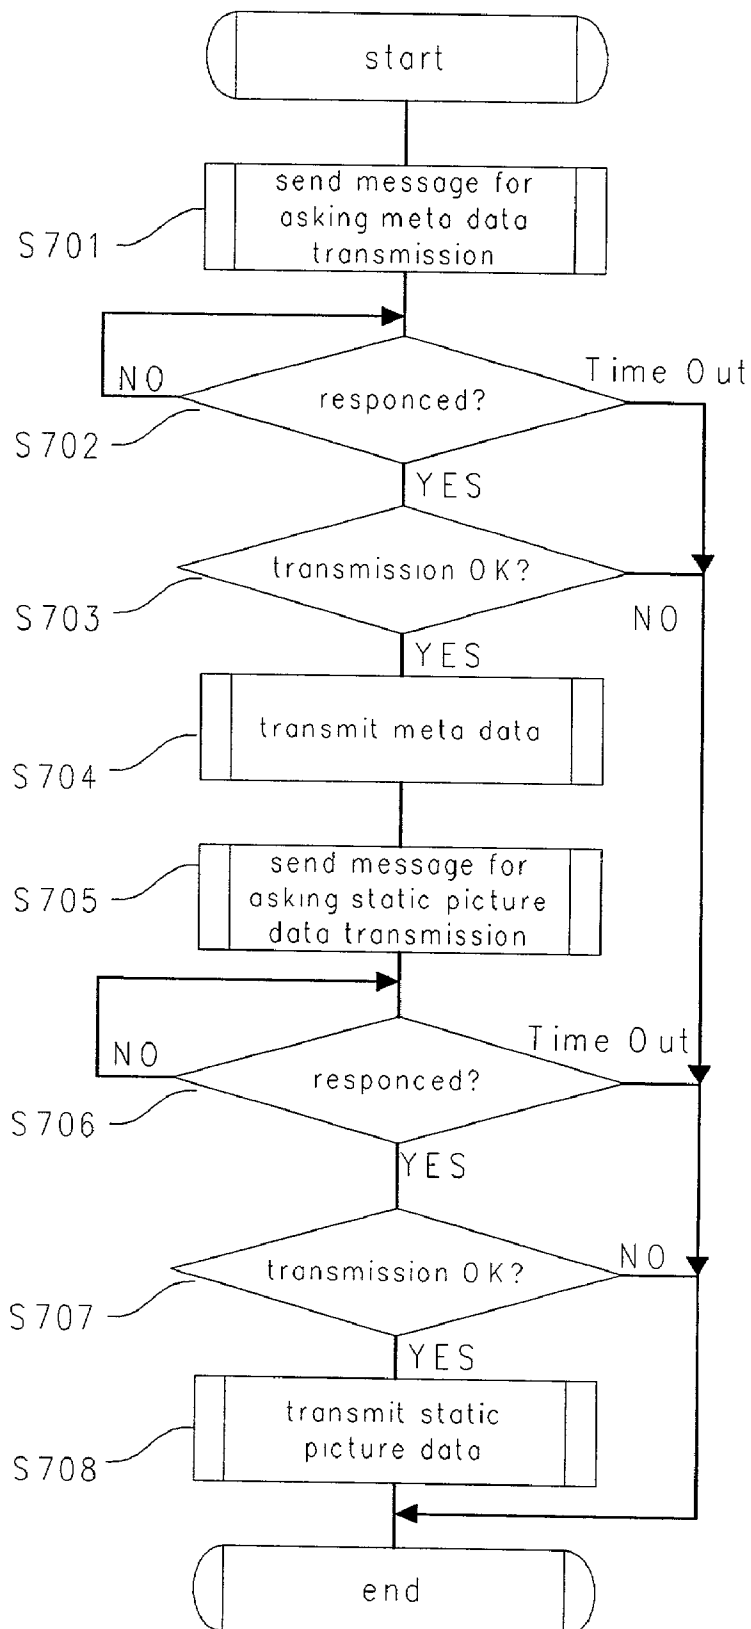 start
send message for
asking meta data
transmission
S701
NO
Time Out
responced?
S702
YES
transmission OK?
S703
NO
YES
transmit meta data
S704
send message for
asking static picture
data transmission
S705
Time Out
NO
responced?
S706
YES
NO
transmission OK?
S707
YES
transmit static
picture data
S708
end